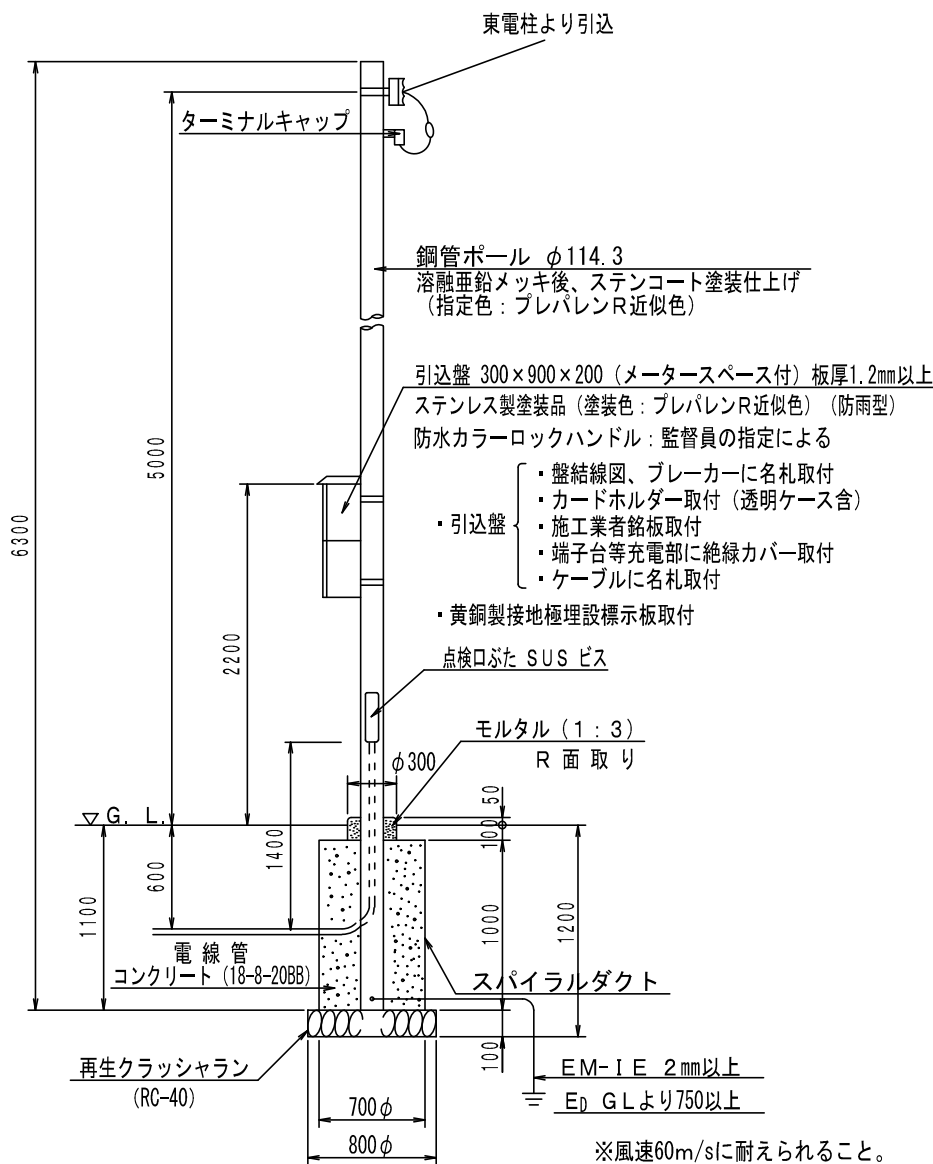 東電柱より引込
ターミナルキャップ
鋼管ポール φ114.3
溶融亜鉛メッキ後、ステンコート塗装仕上げ
（指定色：プレパレンR近似色）
引込盤 300×900×200（メータースペース付）板厚1.2mm以上
ステンレス製塗装品（塗装色：プレパレンR近似色）（防雨型）
防水カラーロックハンドル：監督員の指定による
・引込盤
・盤結線図、ブレーカーに名札取付
・カードホルダー取付（透明ケース含）
・施工業者銘板取付
・端子台等充電部に絶縁カバー取付
・ケーブルに名札取付
・黄銅製接地極埋設標示板取付
点検口ぶた SUS ビス
モルタル（1：3）
R 面 取 り
φ300
6300
5000
2200
G. L.
1400
600
1100
50
100
1000
1200
100
電 線 管
コンクリート（18-8-20BB）
スパイラルダクト
再生クラッシャラン
（RC-40）
EM-IE 2mm以上
ED GLより750以上
700φ
800φ
※風速60m/sに耐えられること。